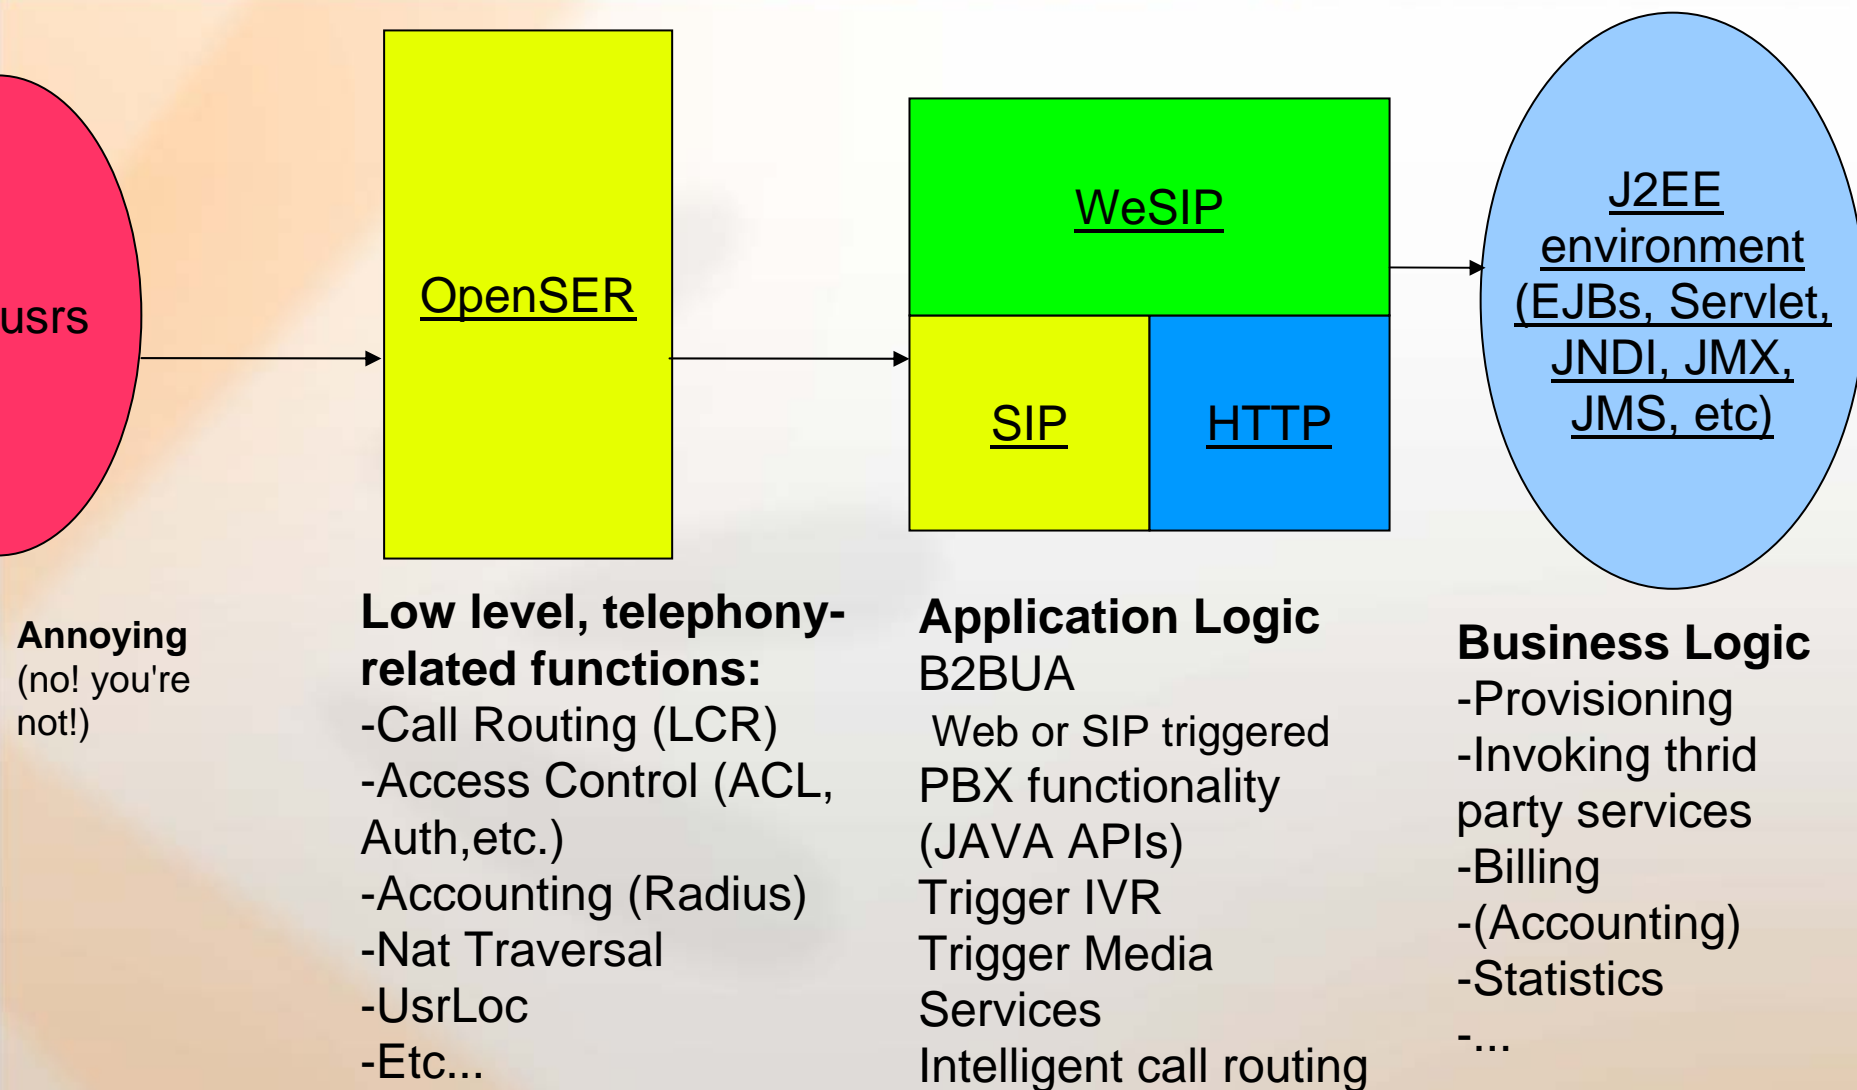 usrs
OpenSER
WeSIP
SIP
HTTP
J2EE
environment
(EJBs, Servlet,
JNDI, JMX,
JMS, etc)
Annoying
(no! you're
not!)
Low level, telephony-
related functions:
-Call Routing (LCR)
-Access Control (ACL,
Auth,etc.)
-Accounting (Radius)
-Nat Traversal
-UsrLoc
-Etc...
Application Logic
B2BUA
Web or SIP triggered
PBX functionality
(JAVA APIs)
Trigger IVR
Trigger Media
Services
Intelligent call routing
Business Logic
-Provisioning
-Invoking thrid
party services
-Billing
-(Accounting)
-Statistics
-...